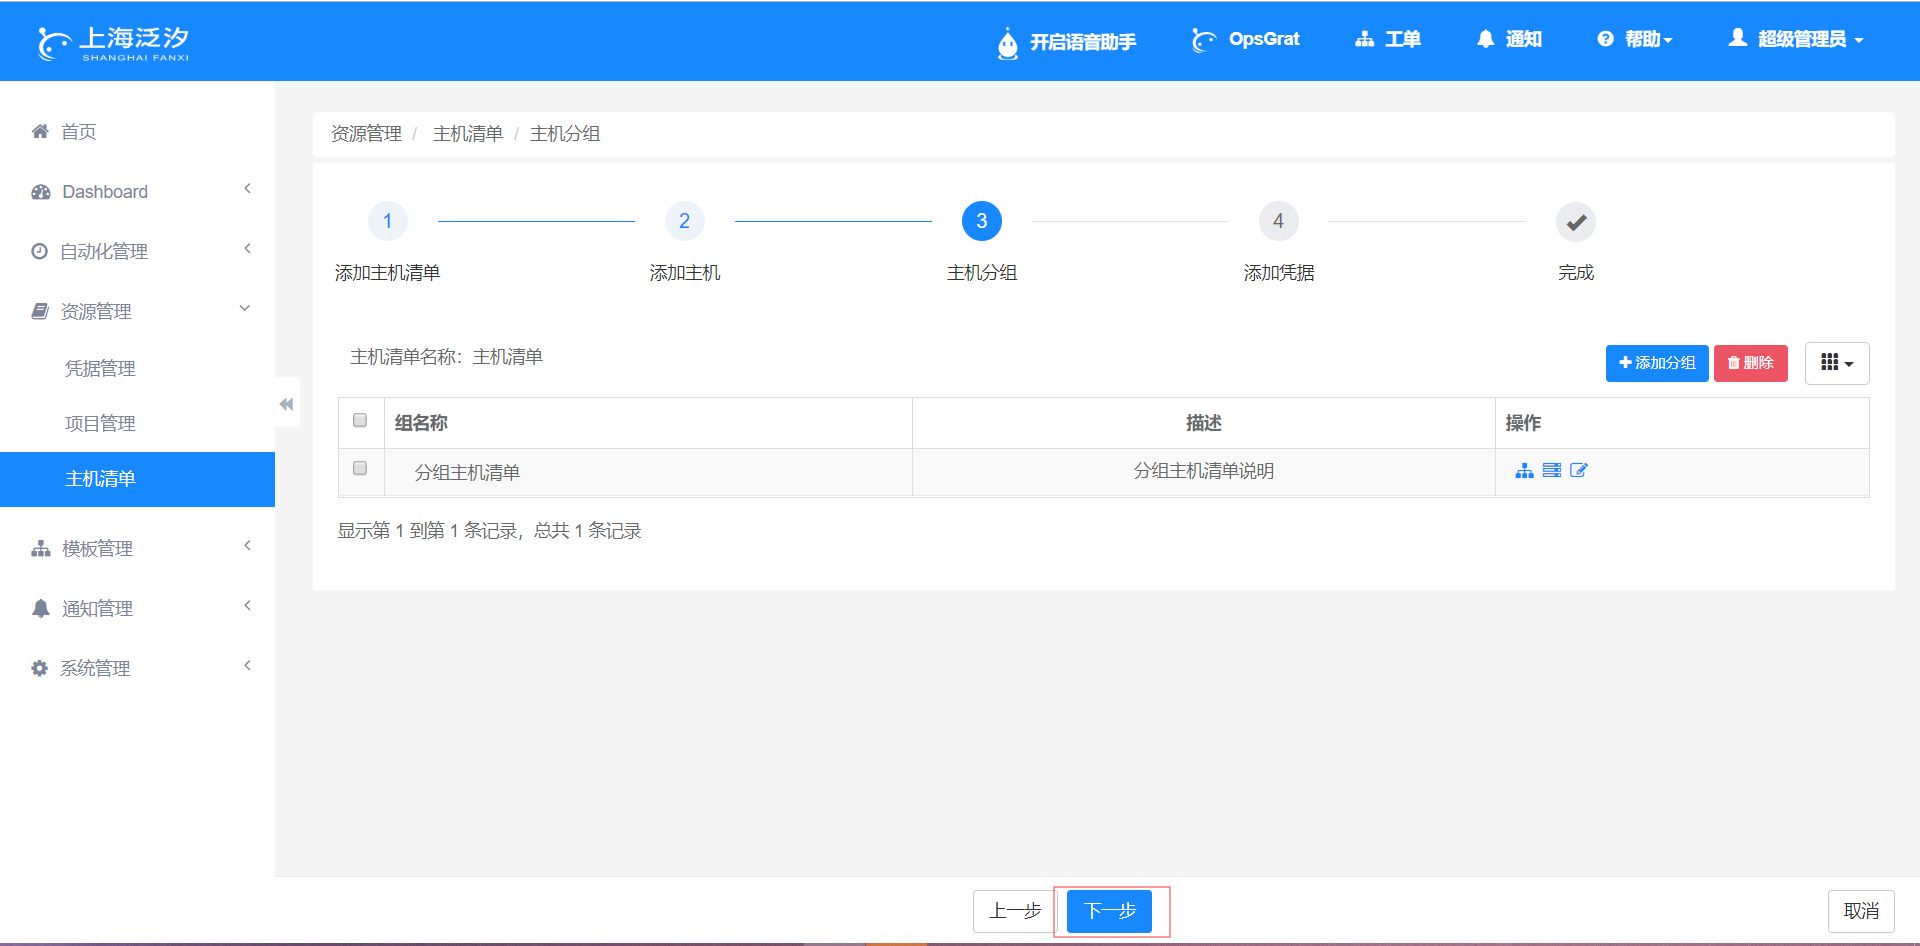 上海泛汐
SHANGHAI FANXI
开启语音助手
OpsGrat
工单
通知
帮助
超级管理员
首页
Dashboard
自动化管理
资源管理
凭据管理
项目管理
主机清单
模板管理
通知管理
系统管理
资源管理 / 主机清单 / 主机分组
1 2 3 4
添加主机清单 添加主机 主机分组 添加凭据 完成
主机清单名称：主机清单
添加分组 删除
组名称 描述 操作
分组主机清单 分组主机清单说明
显示第 1 到第 1 条记录，总共 1 条记录
上一步 下一步 取消